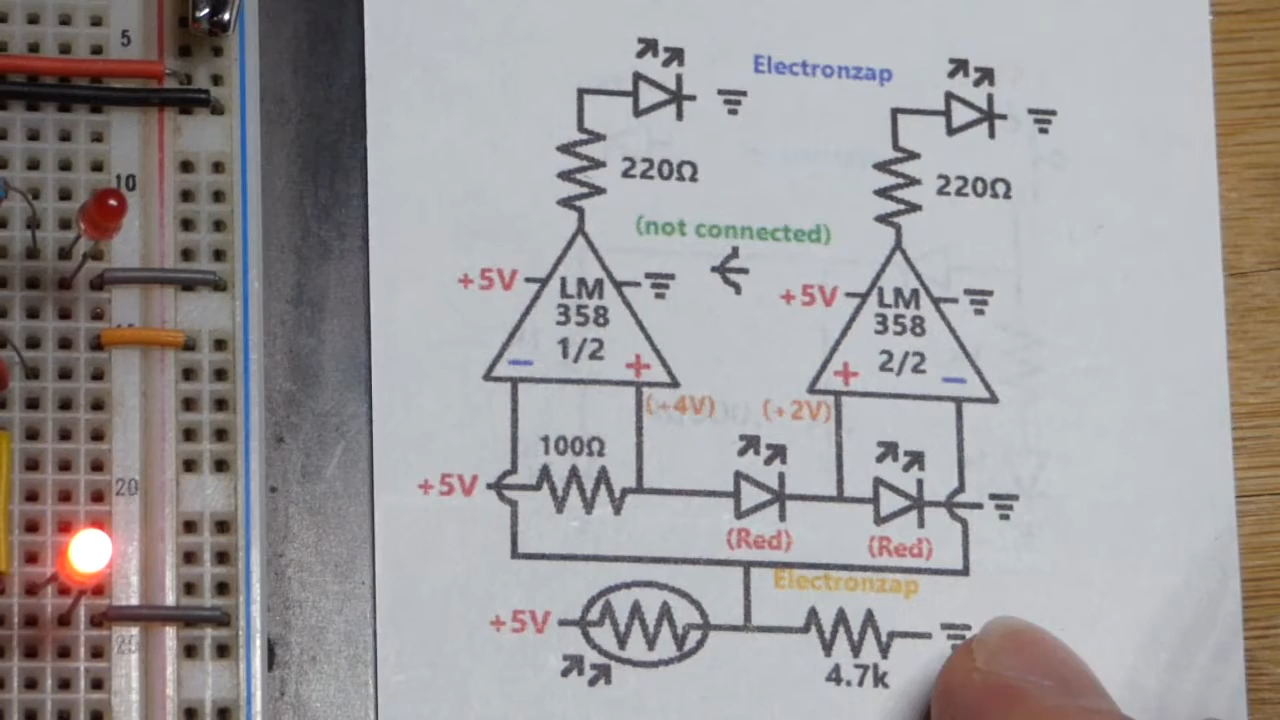 5
10
20
25
Electronzap
220Ω
220Ω
(not connected)
+5V
LM
358
1/2
- +
+5V
LM
358
2/2
+ -
(+4V)
(+2V)
100Ω
+5V
(Red)
(Red)
Electronzap
+5V
4.7k